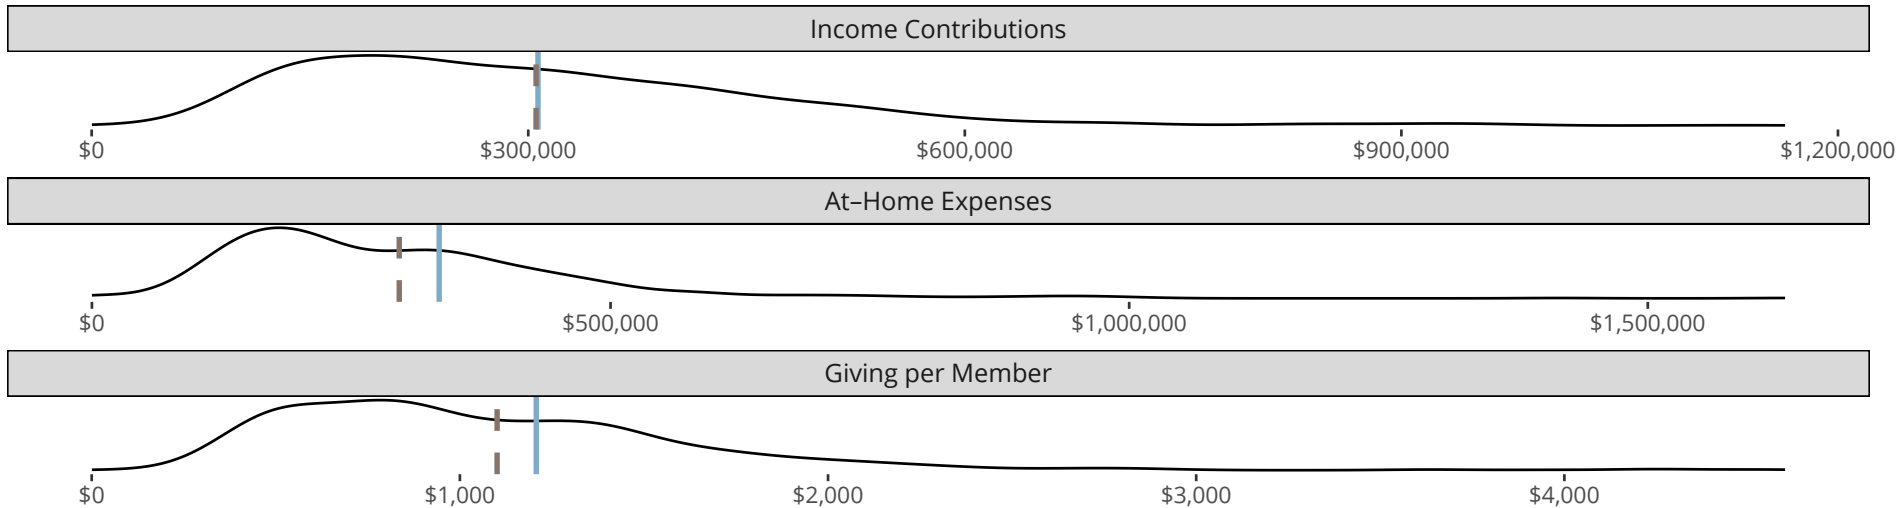 Income Contributions
$0 $300,000 $600,000 $900,000 $1,200,000
At–Home Expenses
$0 $500,000 $1,000,000 $1,500,000
Giving per Member
$0 $1,000 $2,000 $3,000 $4,000